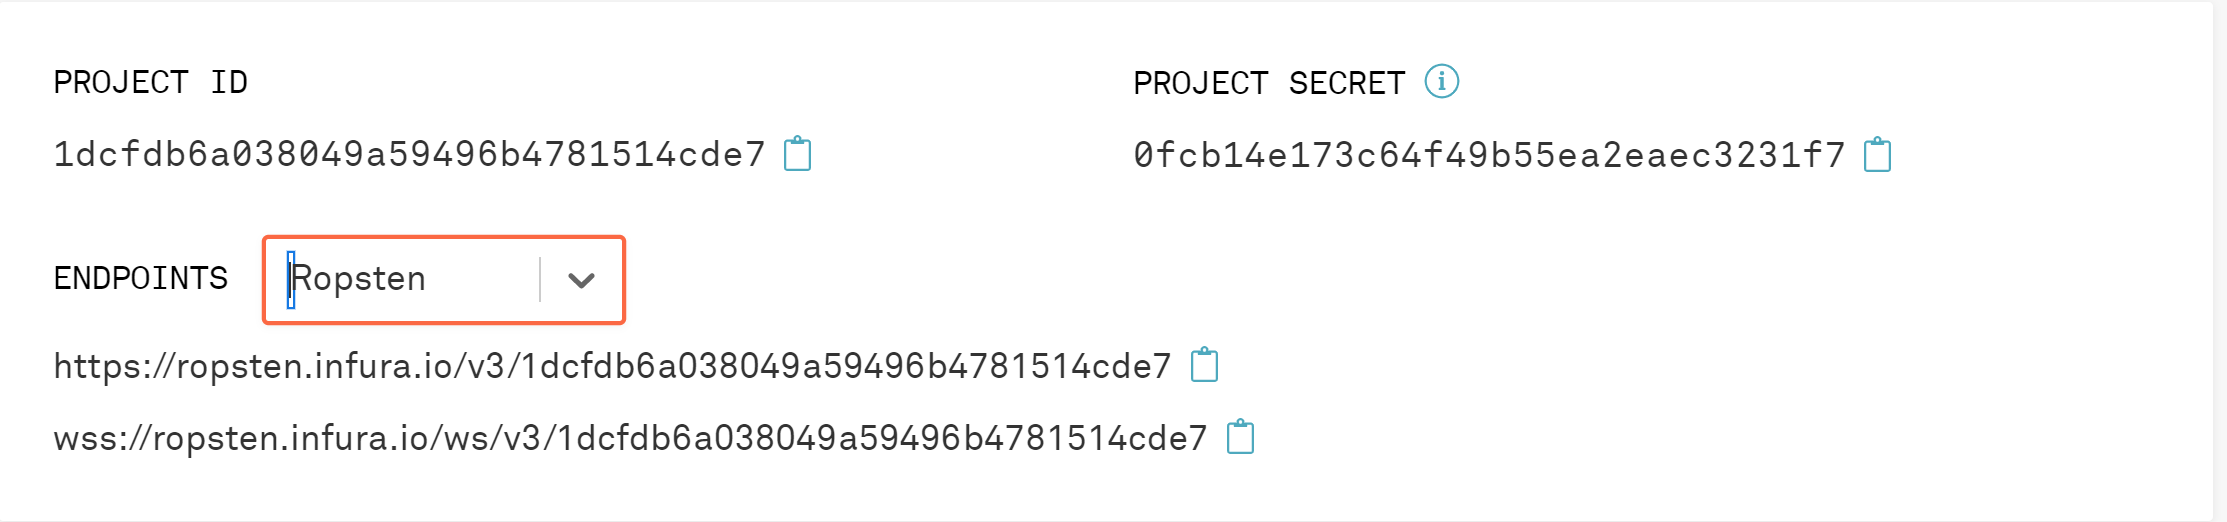 PROJECT ID
1dcfdb6a038049a59496b4781514cde7
PROJECT SECRET
0fcb14e173c64f49b55ea2eaec3231f7
ENDPOINTS Ropsten
https://ropsten.infura.io/v3/1dcfdb6a038049a59496b4781514cde7
wss://ropsten.infura.io/ws/v3/1dcfdb6a038049a59496b4781514cde7